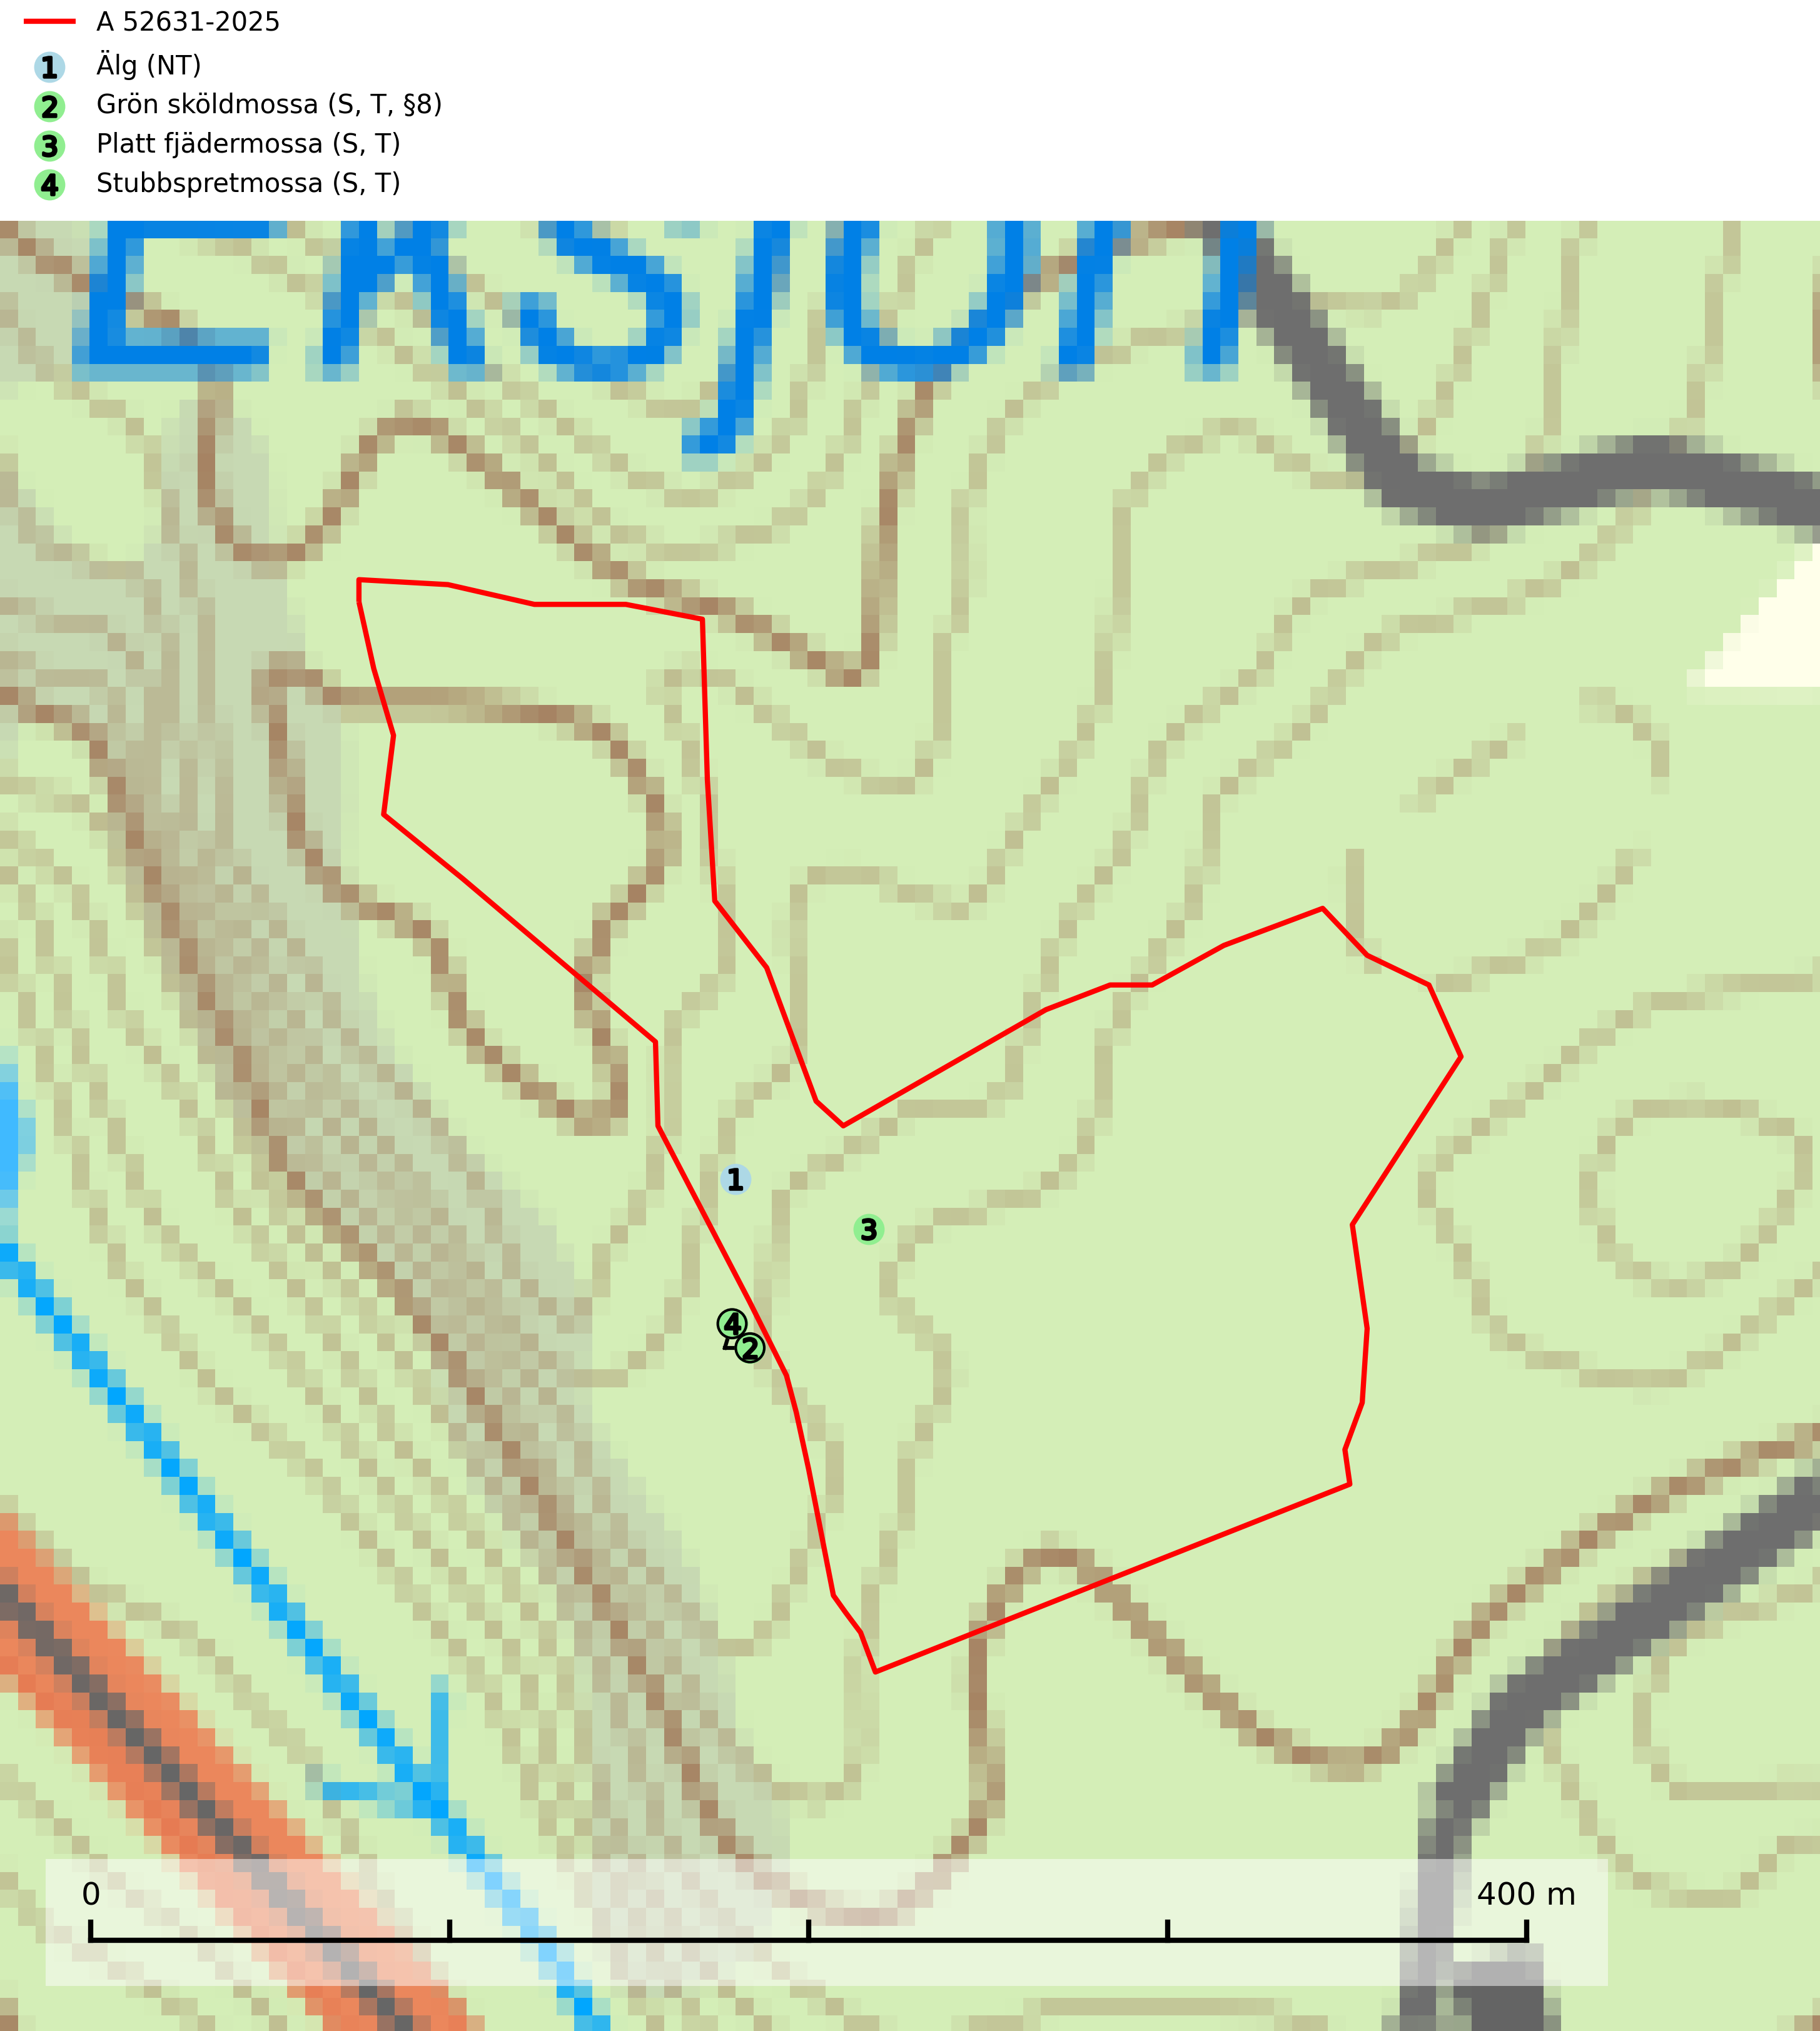 A 52631-2025
1 Älg (NT)
2 Grön sköldmossa (S, T, §8)
3 Platt fjädermossa (S, T)
4 Stubbspretmossa (S, T)
1
3
4
2
0 400 m